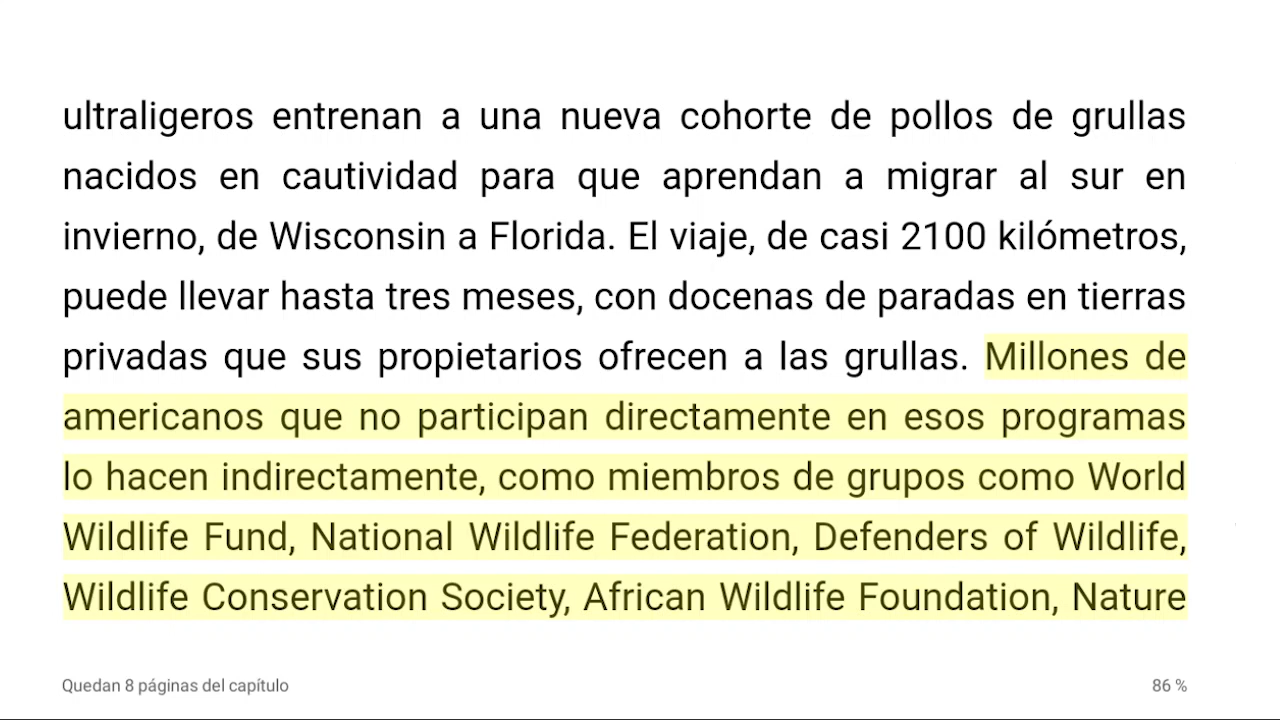 ultraligeros entrenan a una nueva cohorte de pollos de grullas
nacidos en cautividad para que aprendan a migrar al sur en
invierno, de Wisconsin a Florida. El viaje, de casi 2100 kilómetros,
puede llevar hasta tres meses, con docenas de paradas en tierras
privadas que sus propietarios ofrecen a las grullas. Millones de
americanos que no participan directamente en esos programas
lo hacen indirectamente, como miembros de grupos como World
Wildlife Fund, National Wildlife Federation, Defenders of Wildlife,
Wildlife Conservation Society, African Wildlife Foundation, Nature
Quedan 8 páginas del capítulo
86 %